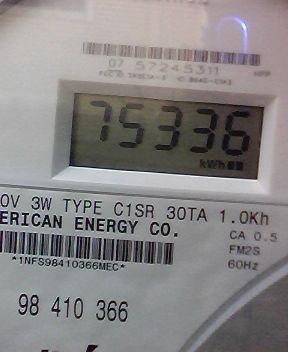 07 57245311
75336
kWh
0V 3W TYPE C1SR 30TA 1.0Kh
ERICAN ENERGY CO.
CA 0.5
FM2S
*1NFS98410366MEC*
60Hz
98 410 366